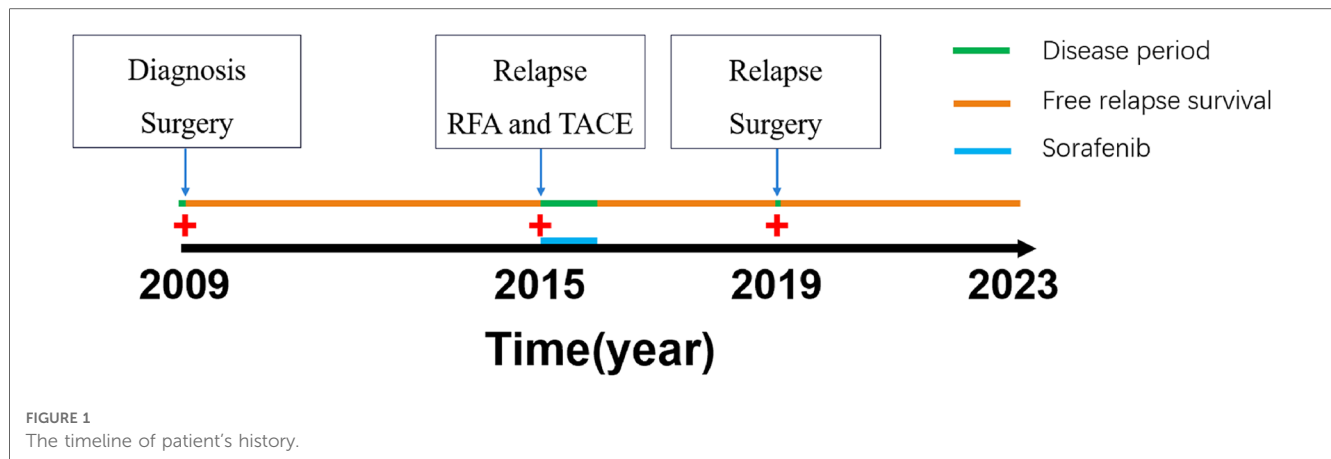 Diagnosis
Surgery
Relapse
RFA and TACE
Relapse
Surgery
Disease period
Free relapse survival
Sorafenib
2009
2015
2019
2023
Time(year)
FIGURE 1
The timeline of patient's history.